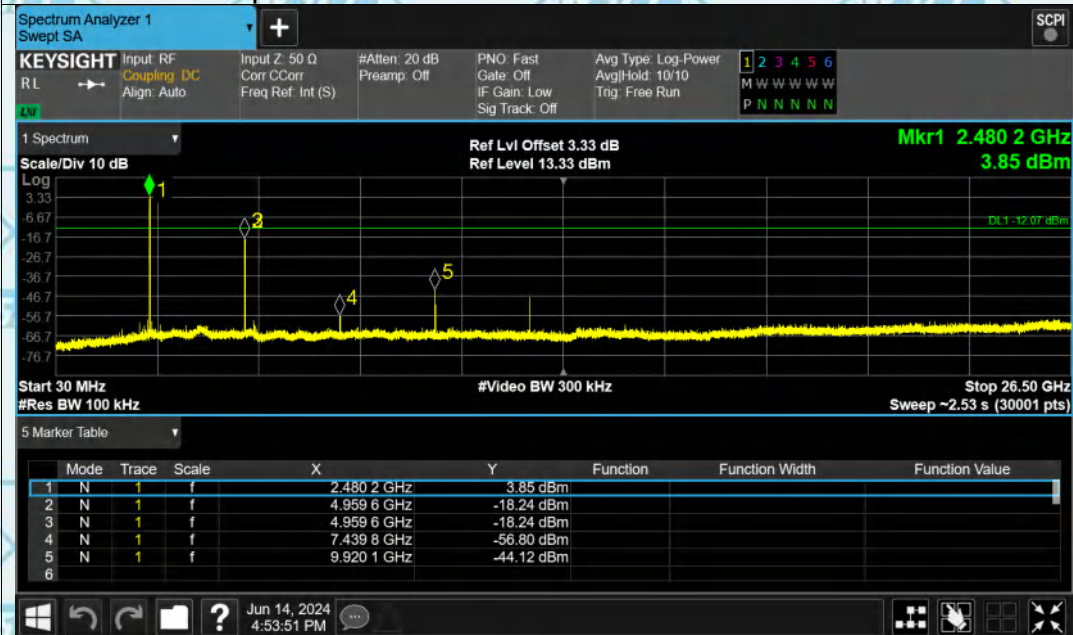 Spectrum Analyzer 1
Swept SA
+
SCPI
KEYSIGHT
RL
LXI
Input: RF
Coupling: DC
Align: Auto
Input Z: 50 Ω
Corr CCorr
Freq Ref: Int (S)
#Atten: 20 dB
Preamp: Off
PNO: Fast
Gate: Off
IF Gain: Low
Sig Track: Off
Avg Type: Log-Power
Avg|Hold: 10/10
Trig: Free Run
1 2 3 4 5 6
M W W W W W
P N N N N N
1 Spectrum
Scale/Div 10 dB
Ref Lvl Offset 3.33 dB
Ref Level 13.33 dBm
Mkr1 2.480 2 GHz
3.85 dBm
Log
3.33
-6.67
-16.7
-26.7
-36.7
-46.7
-56.7
-66.7
-76.7
1
3
4
5
DL1 -12.07 dBm
Start 30 MHz
#Video BW 300 kHz
Stop 26.50 GHz
#Res BW 100 kHz
Sweep ~2.53 s (30001 pts)
5 Marker Table
Mode Trace Scale X Y Function Function Width Function Value
1 N 1 f 2.480 2 GHz 3.85 dBm
2 N 1 f 4.959 6 GHz -18.24 dBm
3 N 1 f 4.959 6 GHz -18.24 dBm
4 N 1 f 7.439 8 GHz -56.80 dBm
5 N 1 f 9.920 1 GHz -44.12 dBm
6
?
Jun 14, 2024
4:53:51 PM